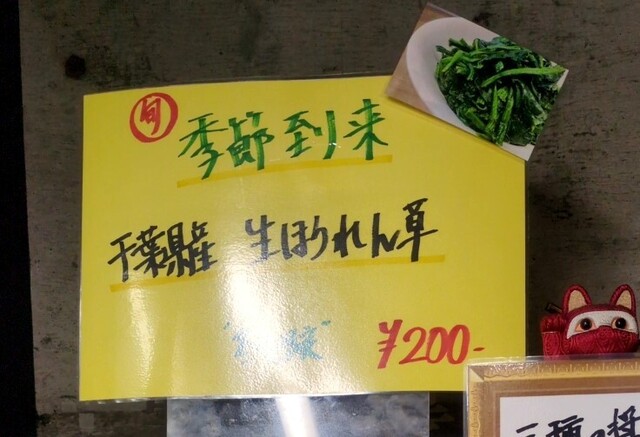 旬 季節到来
千葉県産 生ほうれん草
¥200-